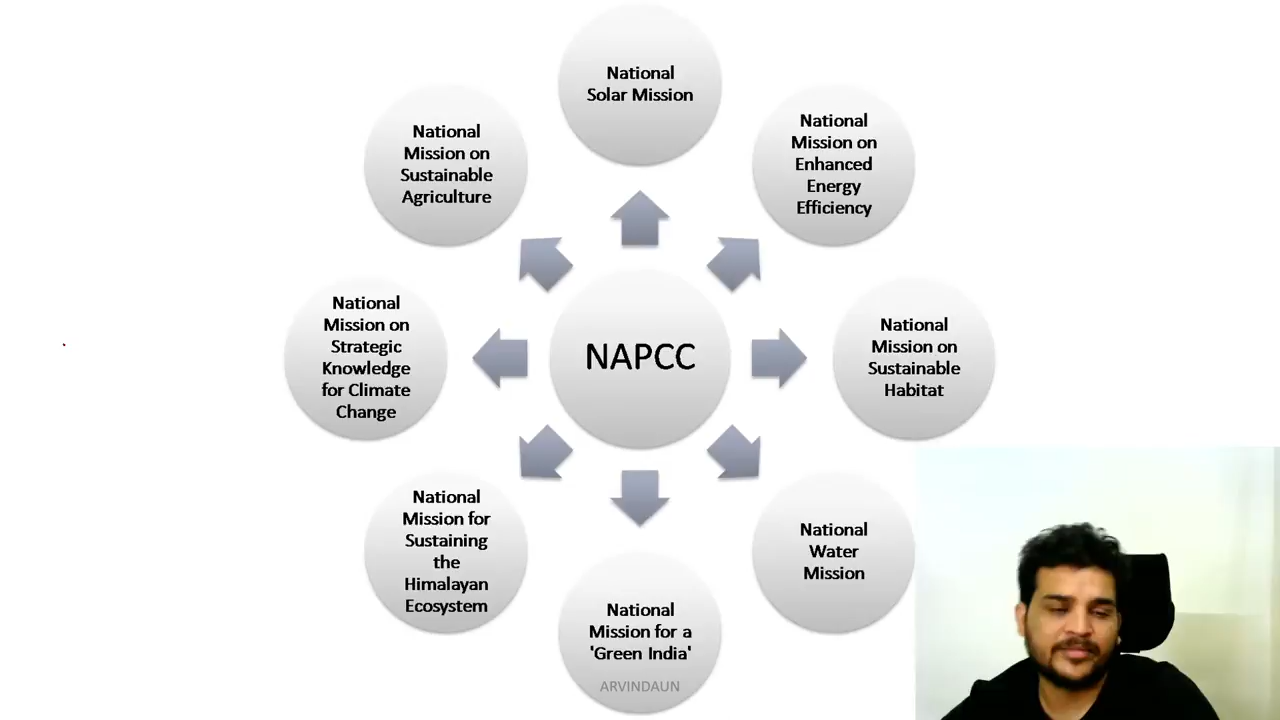 National
Solar Mission
National
Mission on
Enhanced
Energy
Efficiency
National
Mission on
Sustainable
Habitat
National
Water
Mission
National
Mission for a
'Green India'
ARVINDAUN
National
Mission for
Sustaining
the
Himalayan
Ecosystem
National
Mission on
Strategic
Knowledge
for Climate
Change
National
Mission on
Sustainable
Agriculture
NAPCC